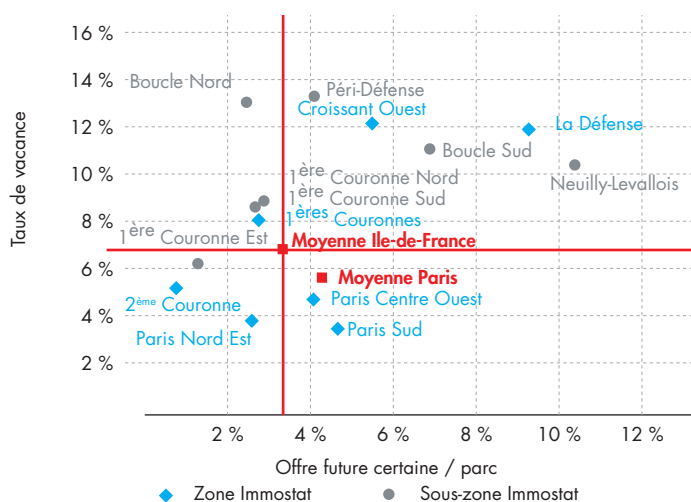 16 %
14 %
12 %
10 %
8 %
6 %
4 %
2 %
Taux de vacance
Boucle Nord
Péri-Défense
Croissant Ouest
La Défense
Boucle Sud
Neuilly-Levallois
1ère Couronne Nord
1ère Couronne Sud
1ères Couronnes
1ère Couronne Est
Moyenne Ile-de-France
Moyenne Paris
2ème Couronne
Paris Centre Ouest
Paris Nord Est
Paris Sud
2 % 4 % 6 % 8 % 10 % 12 %
Offre future certaine / parc
Zone Immostat Sous-zone Immostat